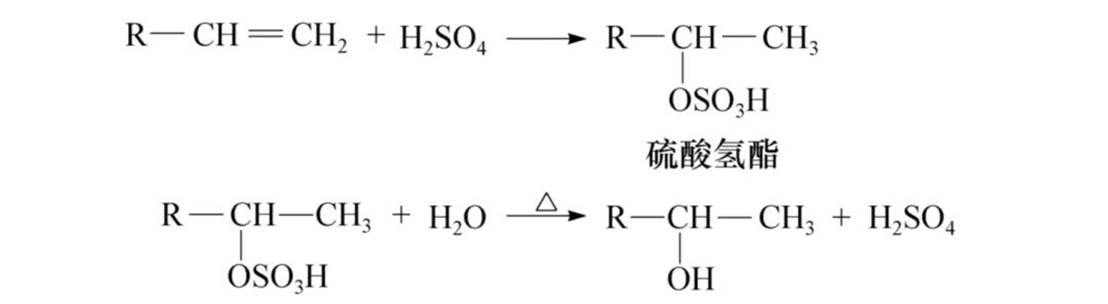 R—CH═CH₂ + H₂SO₄ ⟶ R—CH—CH₃
OSO₃H
硫酸氢酯
R—CH—CH₃ + H₂O △⟶ R—CH—CH₃ + H₂SO₄
OSO₃H OH